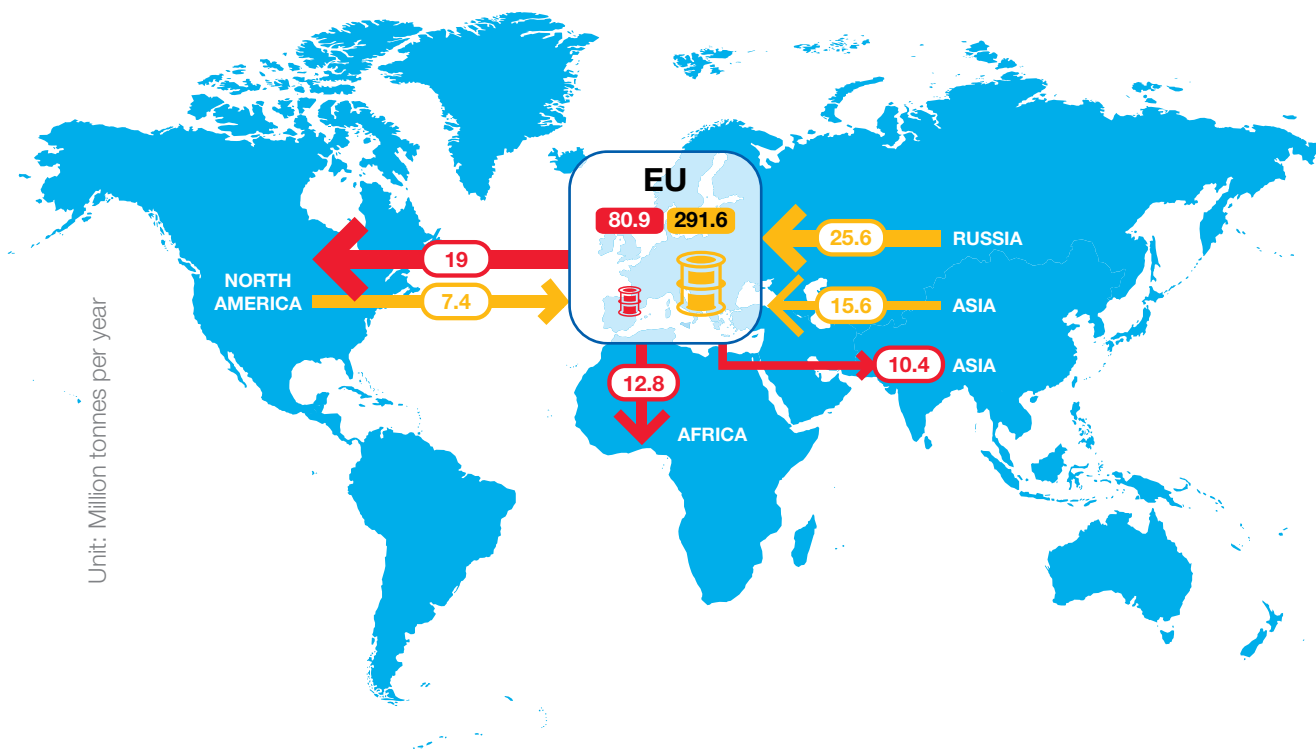 EU
80.9 291.6
19
NORTH
AMERICA
7.4
25.6
RUSSIA
15.6
ASIA
10.4
ASIA
12.8
AFRICA
Unit: Million tonnes per year